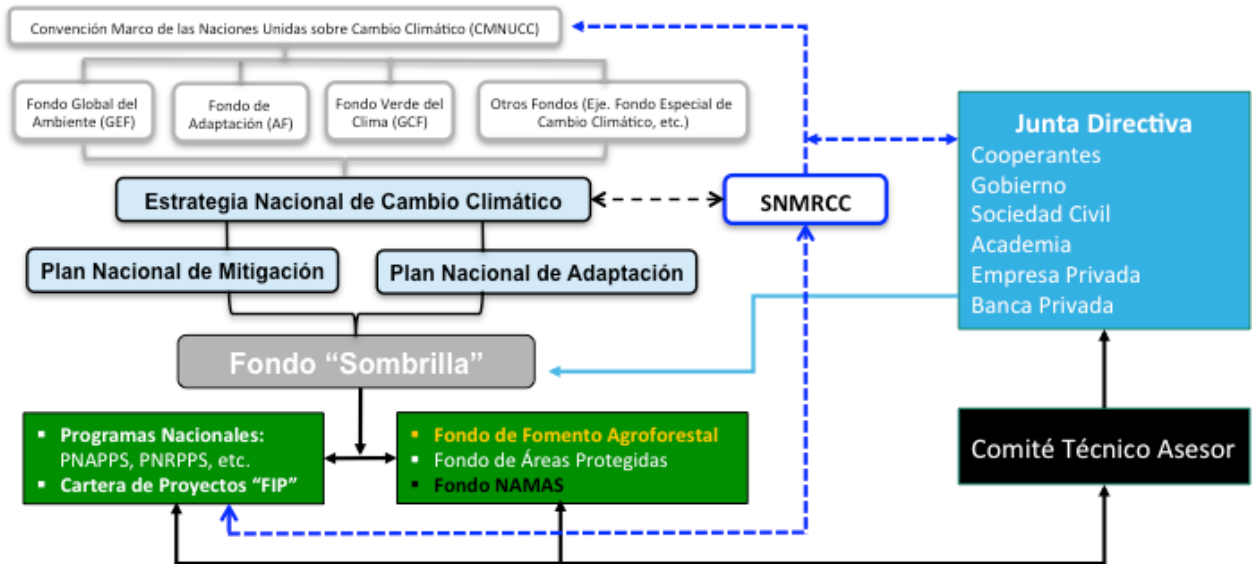 Convención Marco de las Naciones Unidas sobre Cambio Climático (CMNUCC)
Fondo Global del
Ambiente (GEF)
Fondo de
Adaptación (AF)
Fondo Verde del
Clima (GCF)
Otros Fondos (Eje. Fondo Especial de
Cambio Climático, etc.)
Estrategia Nacional de Cambio Climático
SNMRCC
Plan Nacional de Mitigación
Plan Nacional de Adaptación
Fondo “Sombrilla”
▪ Programas Nacionales:
PNAPPS, PNRPPS, etc.
▪ Cartera de Proyectos “FIP”
▪ Fondo de Fomento Agroforestal
▪ Fondo de Áreas Protegidas
▪ Fondo NAMAS
Junta Directiva
Cooperantes
Gobierno
Sociedad Civil
Academia
Empresa Privada
Banca Privada
Comité Técnico Asesor